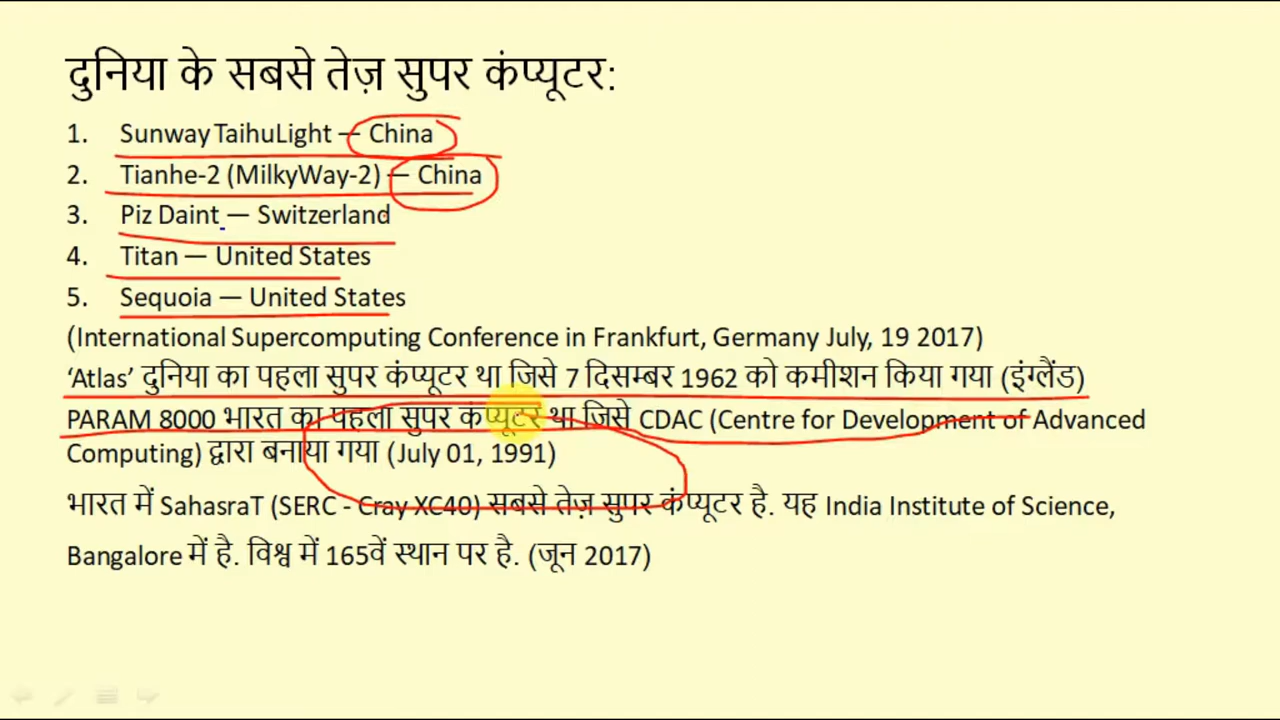 दुनिया के सबसे तेज़ सुपर कंप्यूटर:
1. Sunway TaihuLight — China
2. Tianhe-2 (MilkyWay-2) — China
3. Piz Daint — Switzerland
4. Titan — United States
5. Sequoia — United States
(International Supercomputing Conference in Frankfurt, Germany July, 19 2017)
‘Atlas’ दुनिया का पहला सुपर कंप्यूटर था जिसे 7 दिसम्बर 1962 को कमीशन किया गया (इंग्लैंड)
PARAM 8000 भारत का पहला सुपर कंप्यूटर था जिसे CDAC (Centre for Development of Advanced
Computing) द्वारा बनाया गया (July 01, 1991)
भारत में SahasraT (SERC - Cray XC40) सबसे तेज़ सुपर कंप्यूटर है. यह India Institute of Science,
Bangalore में है. विश्व में 165वें स्थान पर है. (जून 2017)